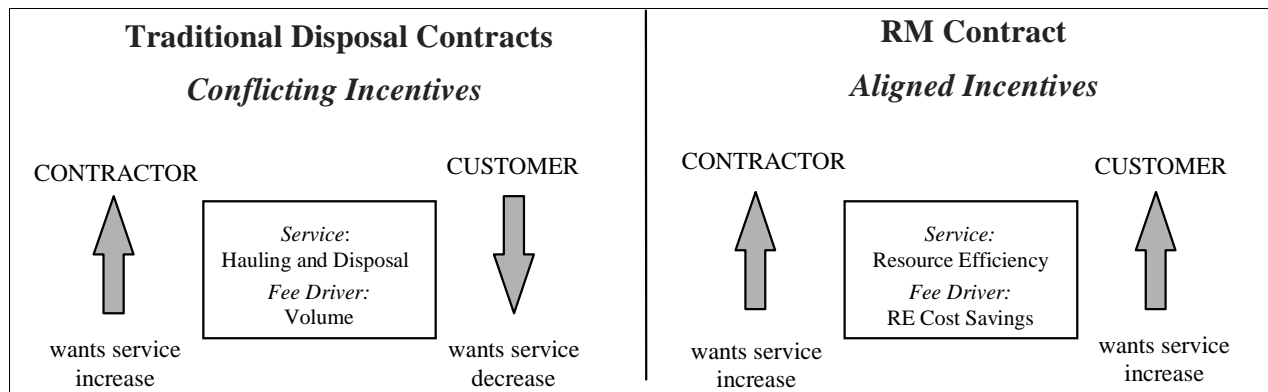 Traditional Disposal Contracts
Conflicting Incentives
CONTRACTOR
CUSTOMER
Service:
Hauling and Disposal
Fee Driver:
Volume
wants service
increase
wants service
decrease
RM Contract
Aligned Incentives
CONTRACTOR
CUSTOMER
Service:
Resource Efficiency
Fee Driver:
RE Cost Savings
wants service
increase
wants service
increase